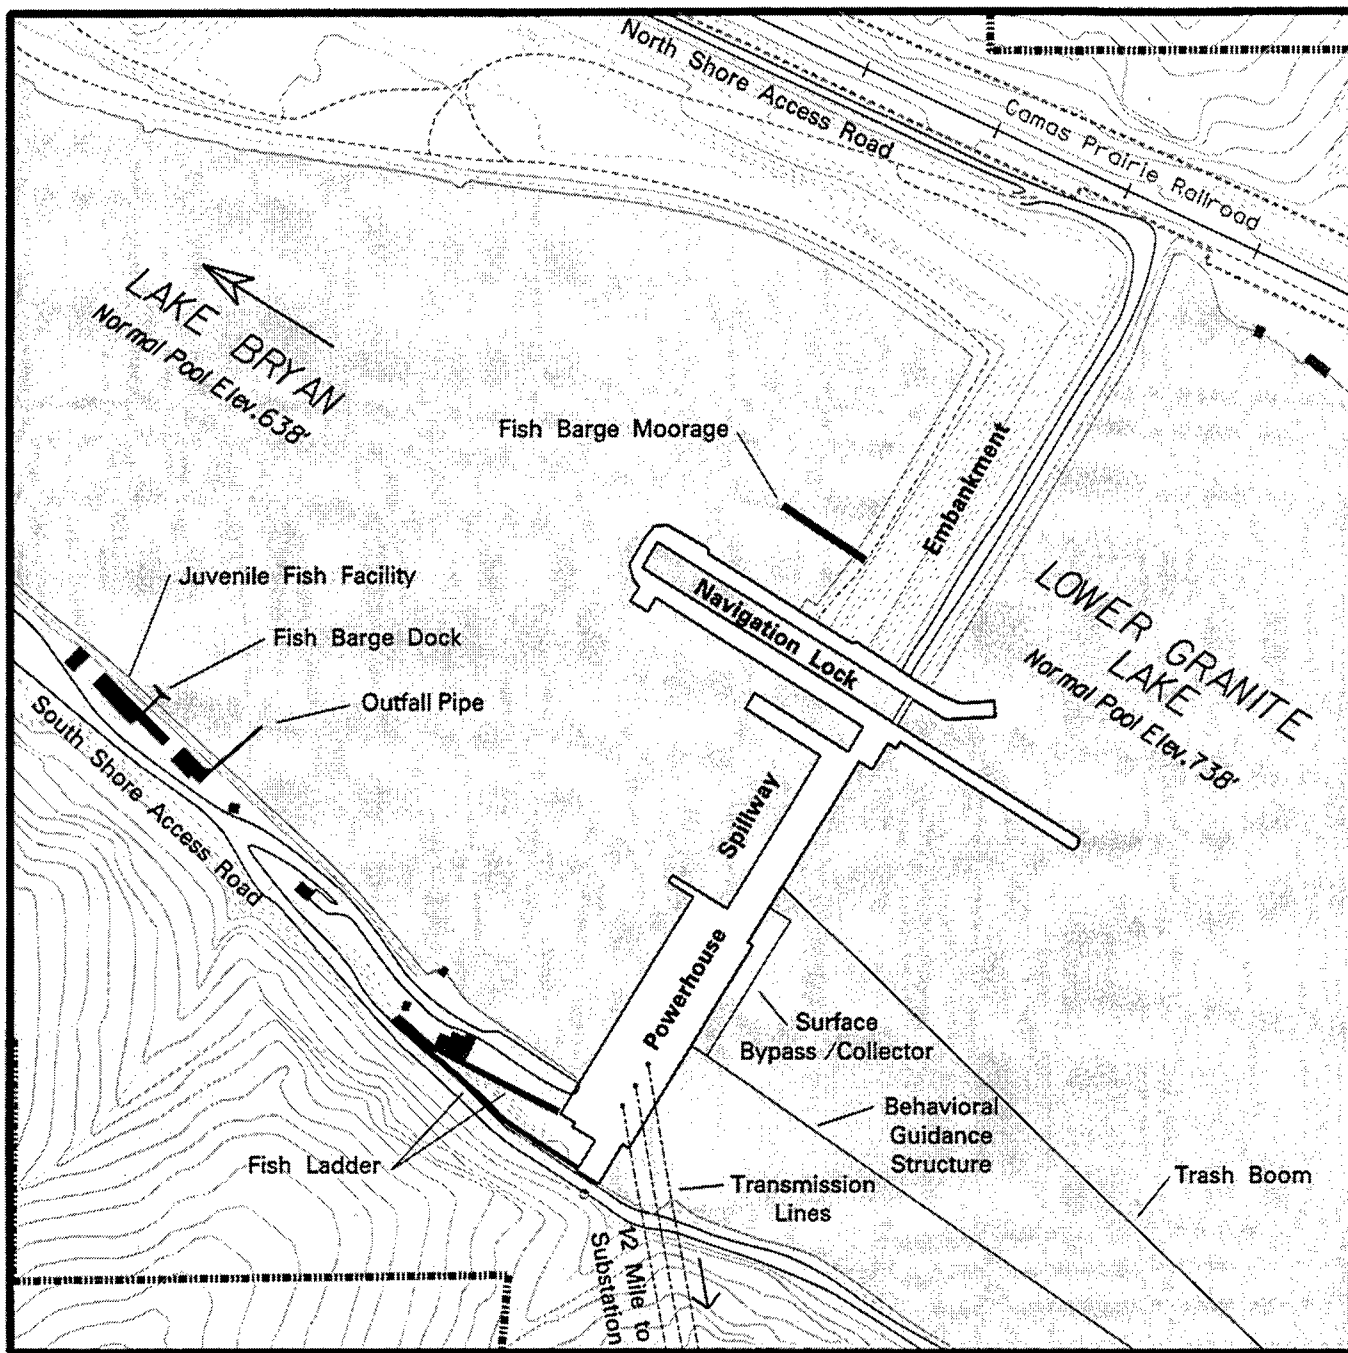 North Shore Access Road
Camas Prairie Railroad
LAKE BRYAN
Normal Pool Elev. 638'
Fish Barge Moorage
Embankment
Juvenile Fish Facility
Fish Barge Dock
Outfall Pipe
Navigation Lock
LOWER GRANITE
LAKE
Normal Pool Elev. 738'
South Shore Access Road
Spillway
Powerhouse
Surface
Bypass / Collector
Behavioral
Guidance
Structure
Fish Ladder
Transmission
Lines
Trash Boom
1/2 Mile to
Substation